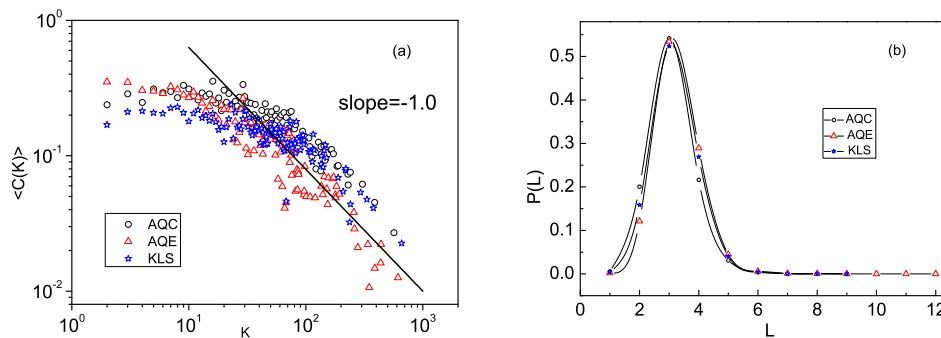 (a)
slope=-1.0
<C(K)>
10^0
10^-1
10^-2
AQC
AQE
KLS
10^0 10^1 10^2 10^3
K
(b)
P(L)
0.5
0.4
0.3
0.2
0.1
0.0
AQC
AQE
KLS
0 2 4 6 8 10 12
L